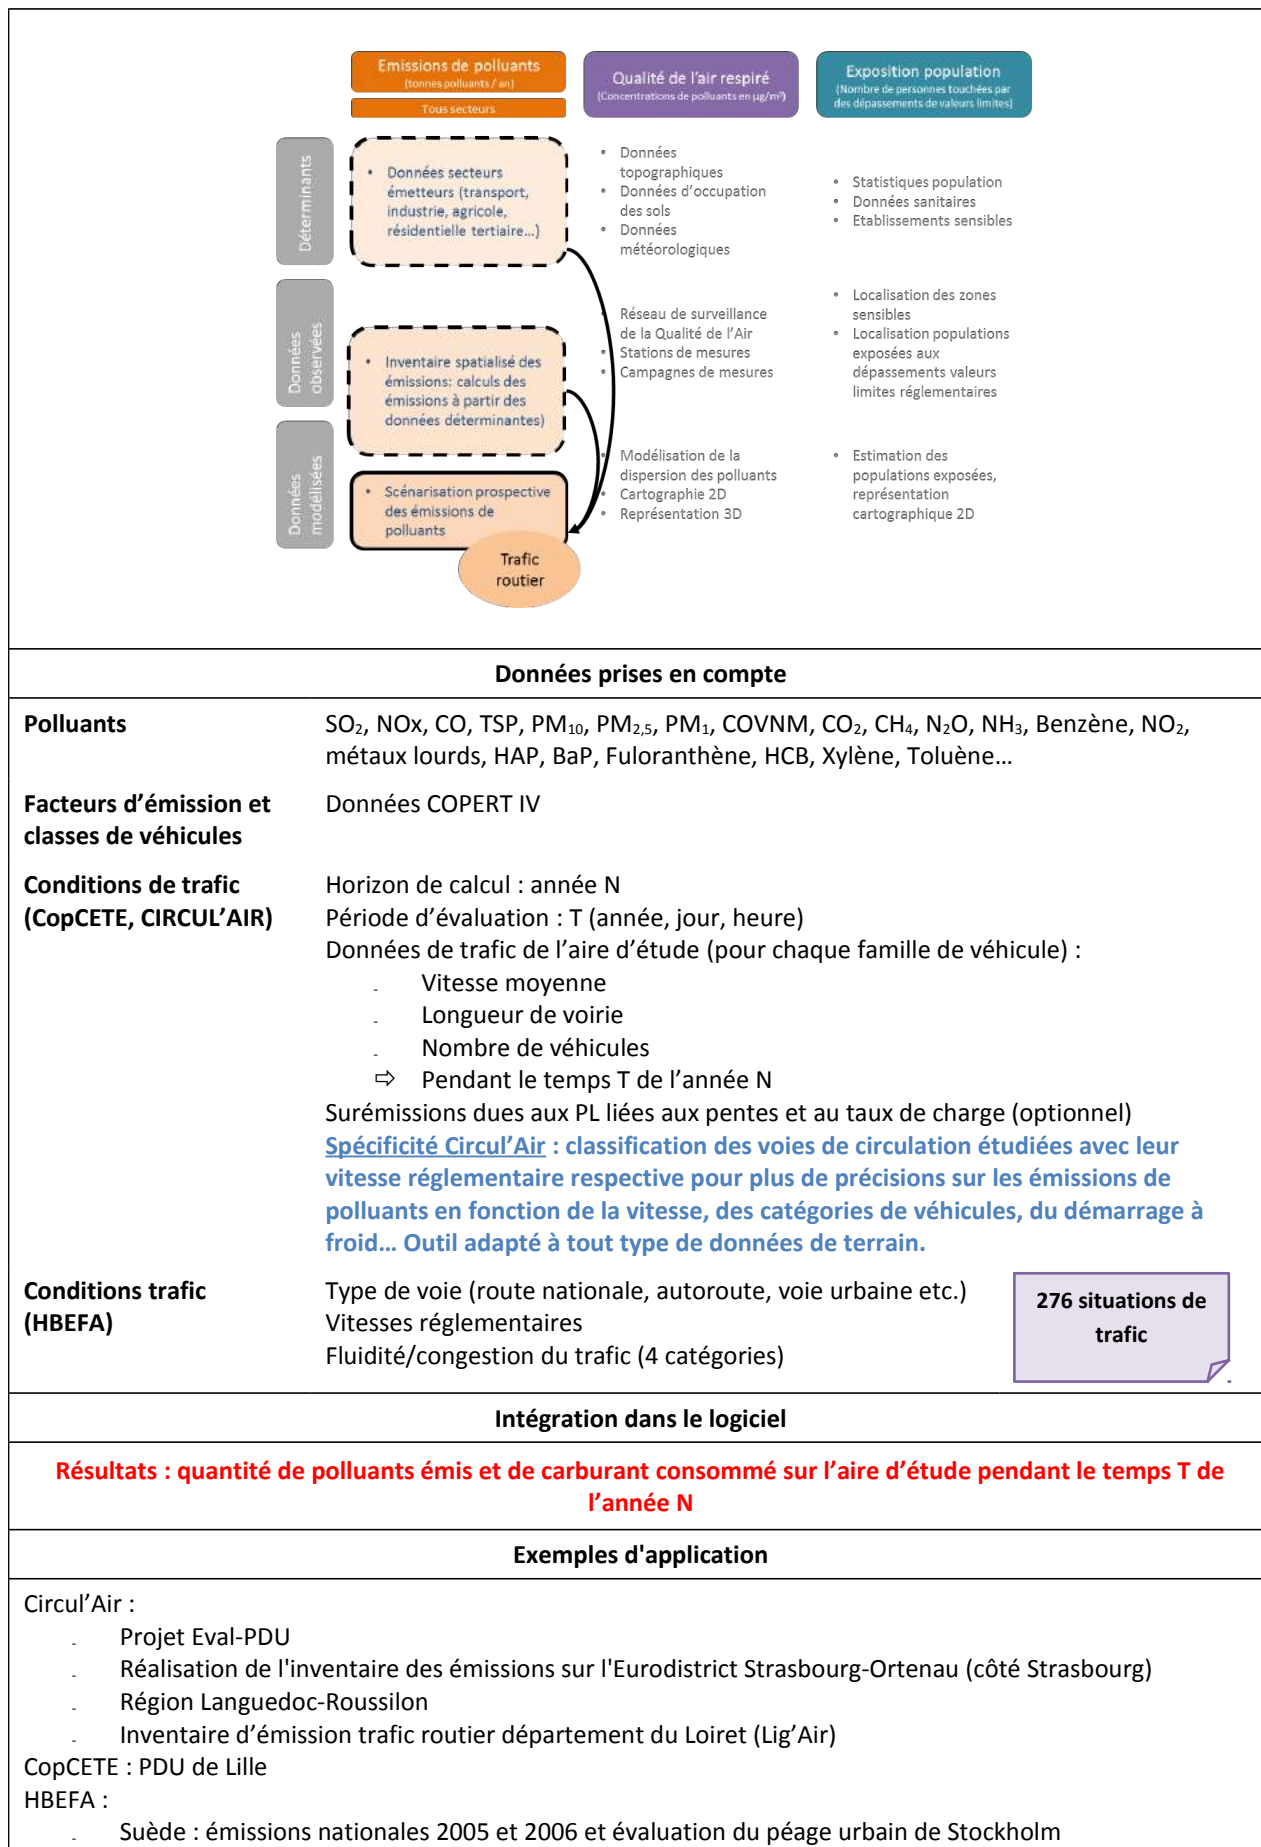 Emissions de polluants
(tonnes polluants / an)
Tous secteurs
Qualité de l'air respiré
(Concentrations de polluants en µg/m³)
Exposition population
(Nombre de personnes touchées par
des dépassements de valeurs limites)
Déterminants
• Données secteurs
émetteurs (transport,
industrie, agricole,
résidentielle tertiaire...)
• Données
topographiques
• Données d'occupation
des sols
• Données
météorologiques
• Statistiques population
• Données sanitaires
• Etablissements sensibles
Données
observées
• Inventaire spatialisé des
émissions: calculs des
émissions à partir des
données déterminantes)
• Réseau de surveillance
de la Qualité de l'Air
• Stations de mesures
• Campagnes de mesures
• Localisation des zones
sensibles
• Localisation populations
exposées aux
dépassements valeurs
limites réglementaires
Données
modélisées
• Scénarisation prospective
des émissions de
polluants
Trafic
routier
• Modélisation de la
dispersion des polluants
• Cartographie 2D
• Représentation 3D
• Estimation des
populations exposées,
représentation
cartographique 2D
Données prises en compte
Polluants
SO₂, NOx, CO, TSP, PM₁₀, PM₂,₅, PM₁, COVNM, CO₂, CH₄, N₂O, NH₃, Benzène, NO₂,
métaux lourds, HAP, BaP, Fuloranthène, HCB, Xylène, Toluène…
Facteurs d'émission et
classes de véhicules
Données COPERT IV
Conditions de trafic
(CopCETE, CIRCUL'AIR)
Horizon de calcul : année N
Période d'évaluation : T (année, jour, heure)
Données de trafic de l'aire d'étude (pour chaque famille de véhicule) :
- Vitesse moyenne
- Longueur de voirie
- Nombre de véhicules
⇨ Pendant le temps T de l'année N
Surémissions dues aux PL liées aux pentes et au taux de charge (optionnel)
Spécificité Circul'Air : classification des voies de circulation étudiées avec leur
vitesse réglementaire respective pour plus de précisions sur les émissions de
polluants en fonction de la vitesse, des catégories de véhicules, du démarrage à
froid… Outil adapté à tout type de données de terrain.
Conditions trafic
(HBEFA)
Type de voie (route nationale, autoroute, voie urbaine etc.)
Vitesses réglementaires
Fluidité/congestion du trafic (4 catégories)
276 situations de
trafic
Intégration dans le logiciel
Résultats : quantité de polluants émis et de carburant consommé sur l'aire d'étude pendant le temps T de
l'année N
Exemples d'application
Circul'Air :
- Projet Eval-PDU
- Réalisation de l'inventaire des émissions sur l'Eurodistrict Strasbourg-Ortenau (côté Strasbourg)
- Région Languedoc-Roussilon
- Inventaire d'émission trafic routier département du Loiret (Lig'Air)
CopCETE : PDU de Lille
HBEFA :
- Suède : émissions nationales 2005 et 2006 et évaluation du péage urbain de Stockholm